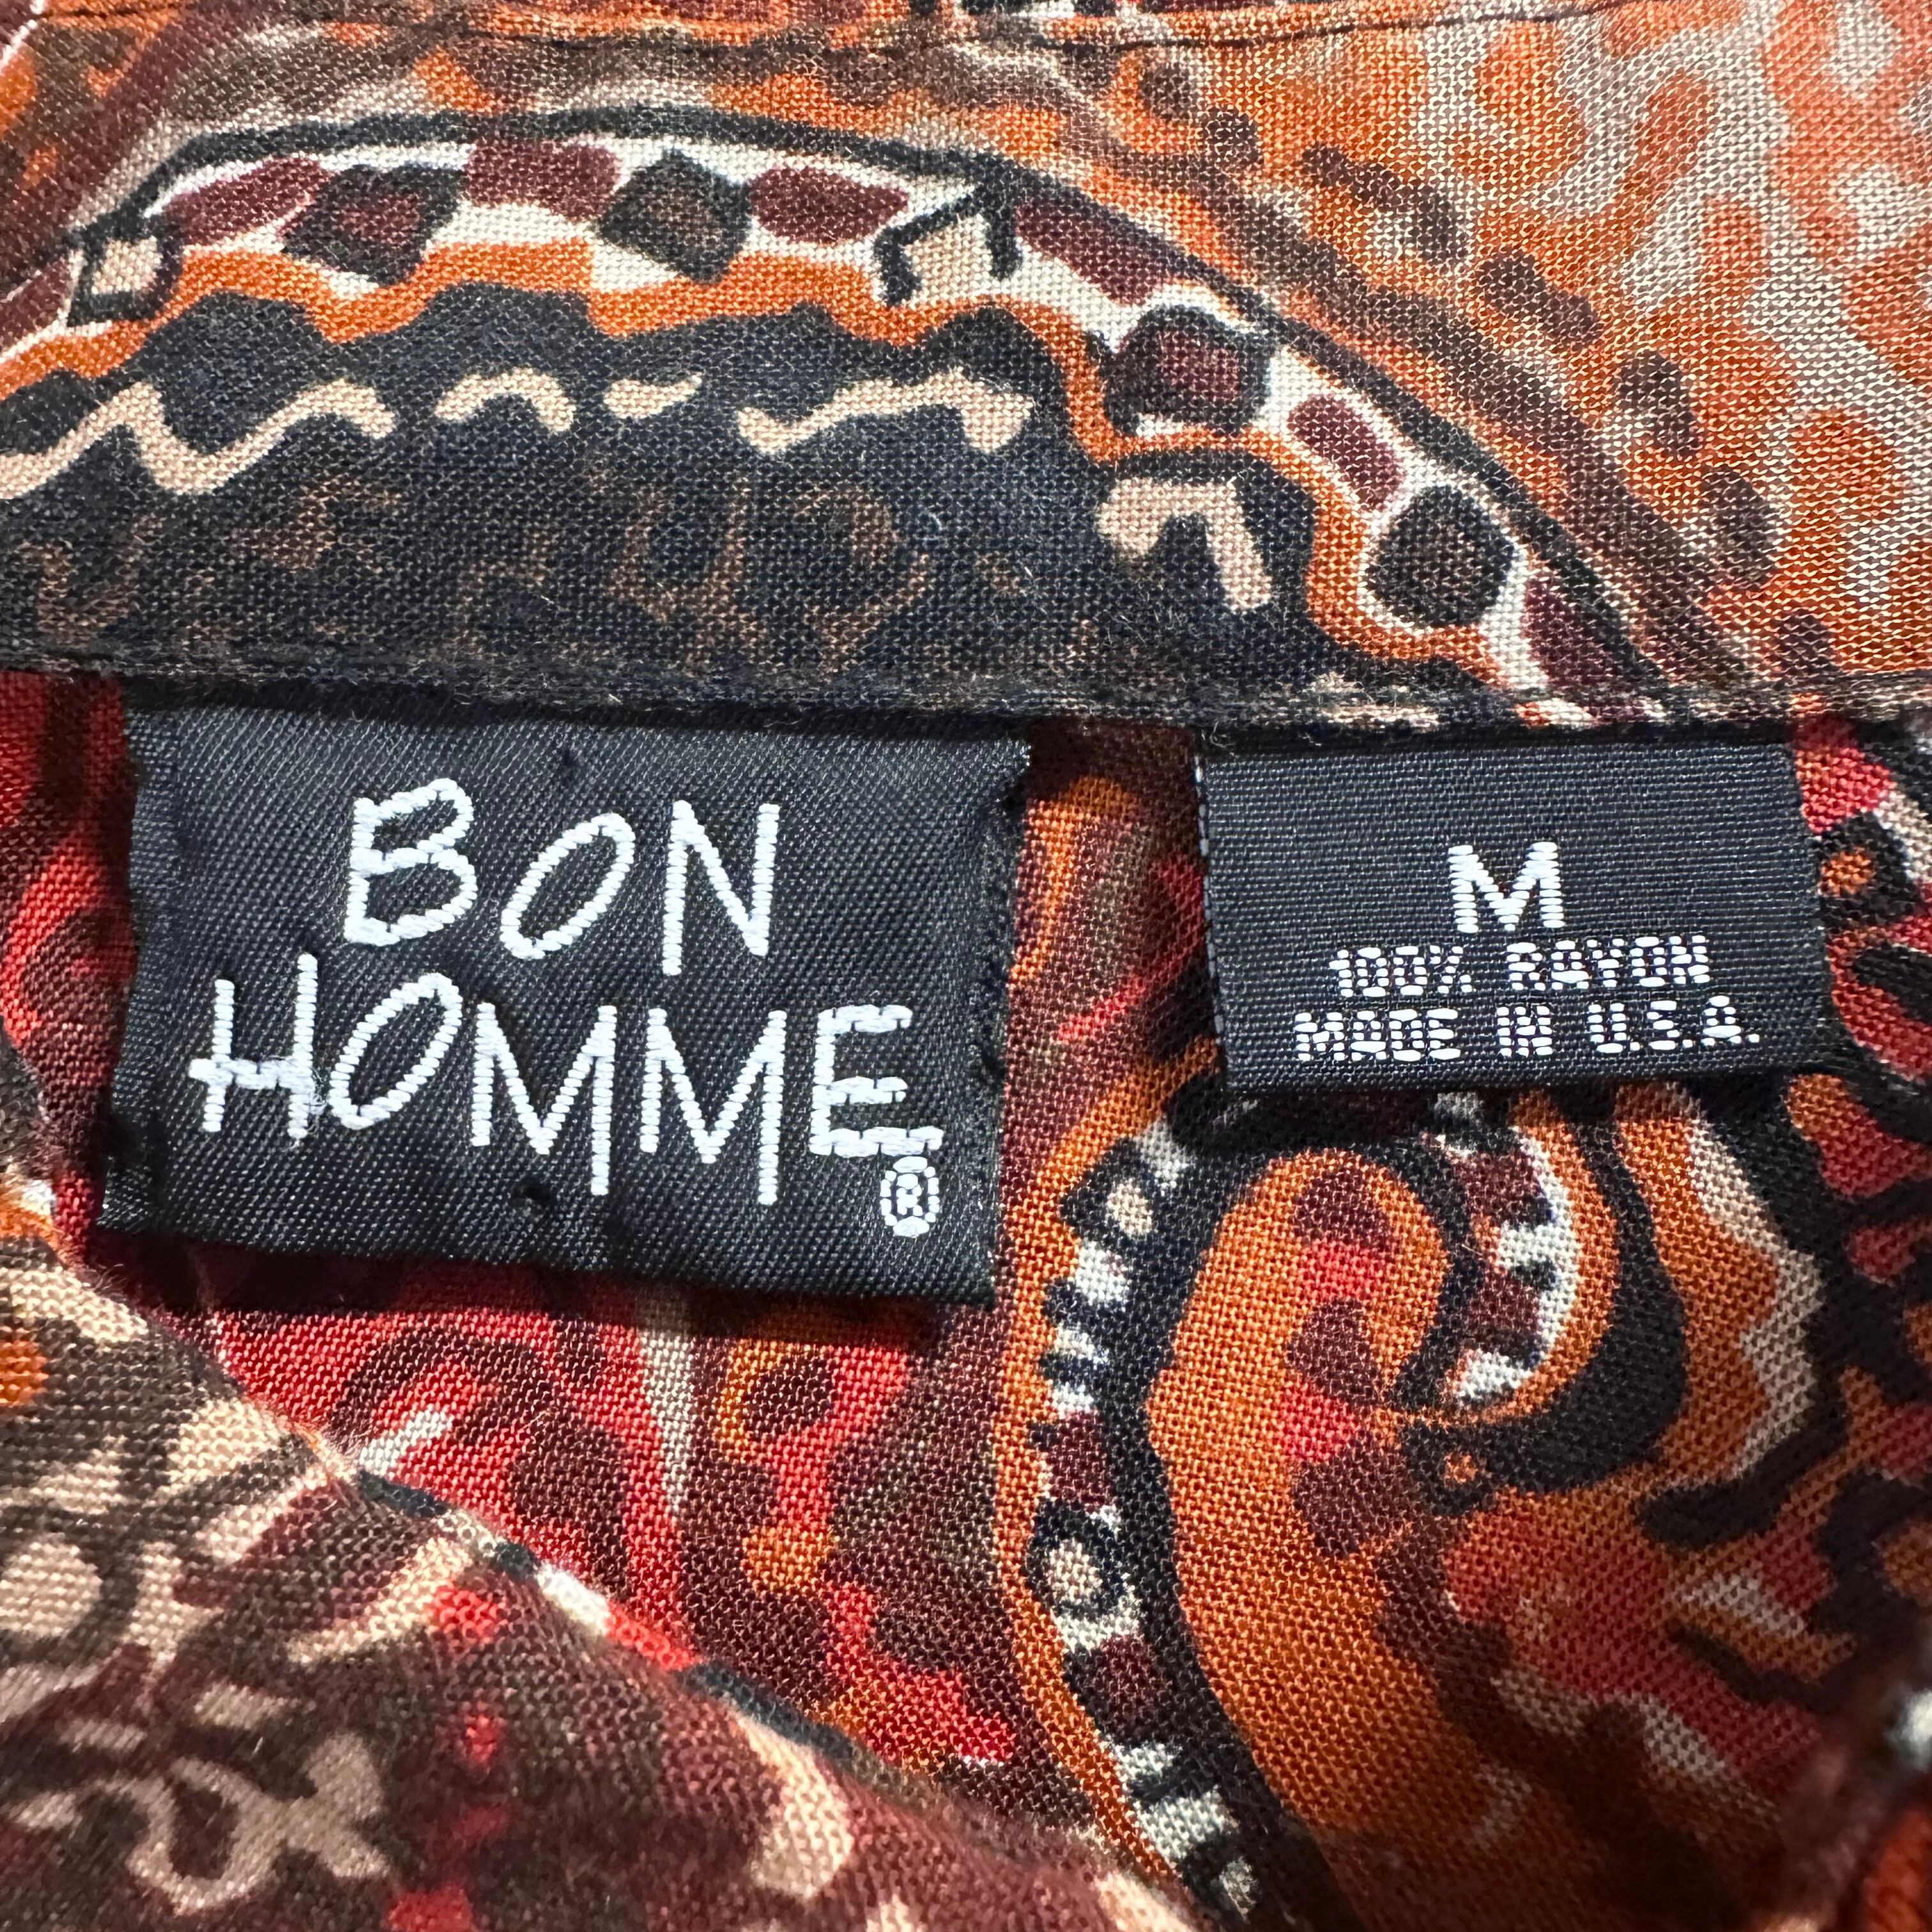 BON
HOMME®
M
100% RAYON
MADE IN U.S.A.